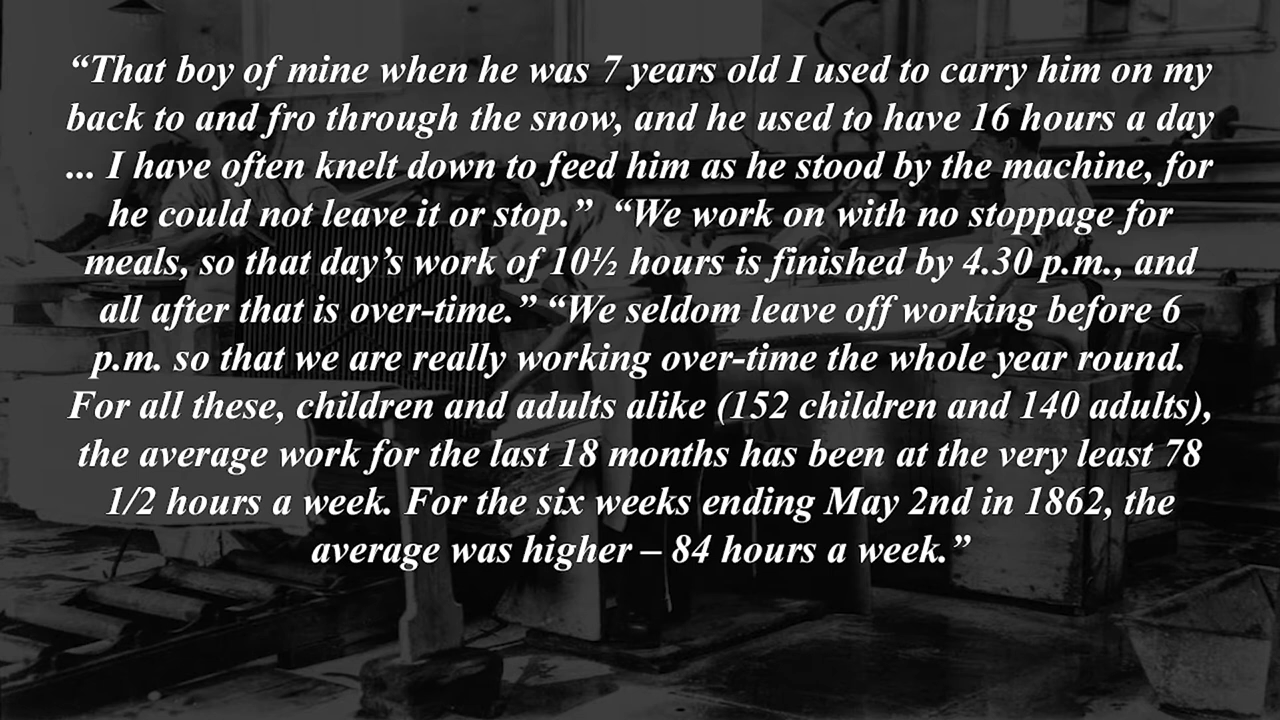 “That boy of mine when he was 7 years old I used to carry him on my
back to and fro through the snow, and he used to have 16 hours a day
... I have often knelt down to feed him as he stood by the machine, for
he could not leave it or stop.” “We work on with no stoppage for
meals, so that day’s work of 10½ hours is finished by 4.30 p.m., and
all after that is over-time.” “We seldom leave off working before 6
p.m. so that we are really working over-time the whole year round.
For all these, children and adults alike (152 children and 140 adults),
the average work for the last 18 months has been at the very least 78
1/2 hours a week. For the six weeks ending May 2nd in 1862, the
average was higher – 84 hours a week.”